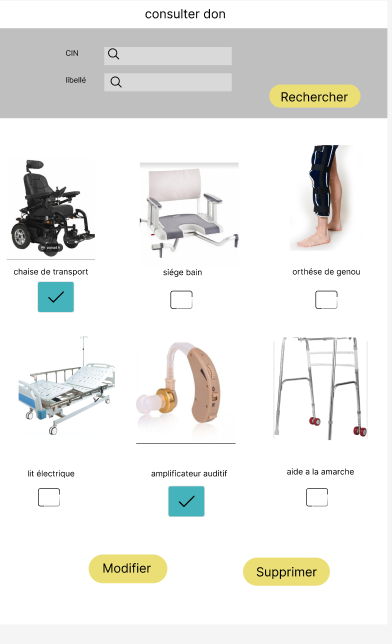 consulter don
CIN
libellé
Rechercher
chaise de transport
siége bain
orthése de genou
lit électrique
amplificateur auditif
aide a la amarche
Modifier
Supprimer